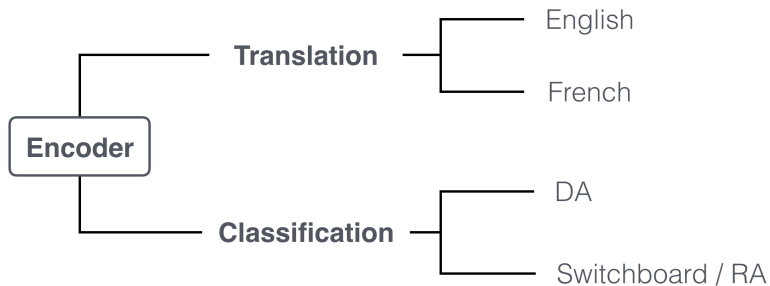 English
Translation
French
Encoder
DA
Classification
Switchboard / RA